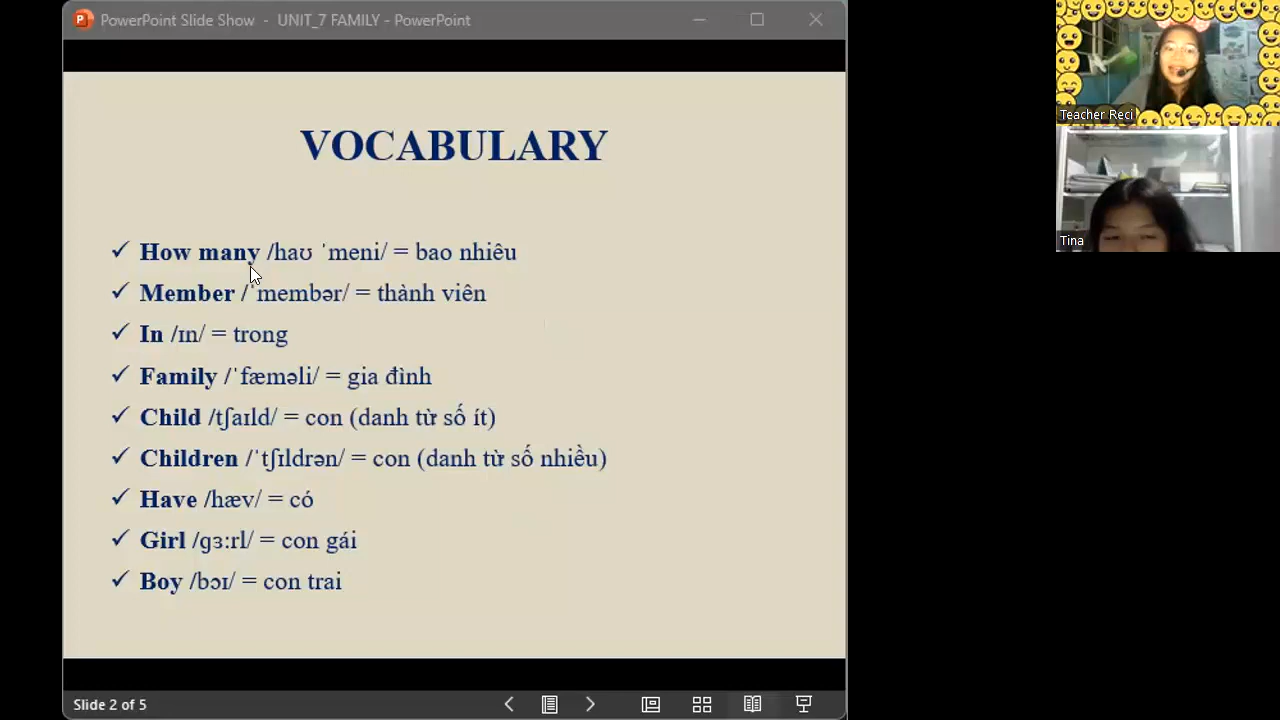 PowerPoint Slide Show - UNIT_7 FAMILY - PowerPoint
VOCABULARY
✓ How many /haʊ ˈmeni/ = bao nhiêu
✓ Member /ˈmembər/ = thành viên
✓ In /ɪn/ = trong
✓ Family /ˈfæməli/ = gia đình
✓ Child /tʃaɪld/ = con (danh từ số ít)
✓ Children /ˈtʃɪldrən/ = con (danh từ số nhiều)
✓ Have /hæv/ = có
✓ Girl /ɡɜːrl/ = con gái
✓ Boy /bɔɪ/ = con trai
Slide 2 of 5
Teacher Reci
Tina